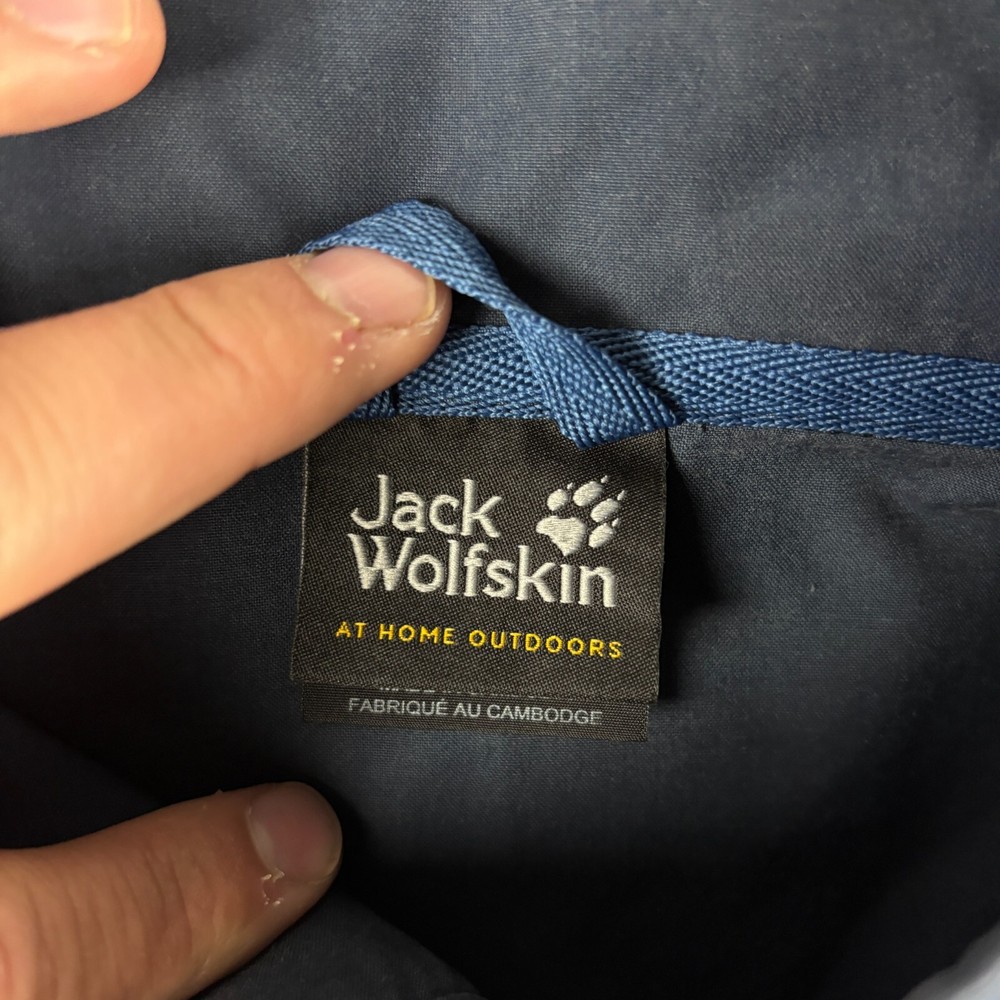 Jack
Wolfskin
AT HOME OUTDOORS
FABRIQUÉ AU CAMBODGE